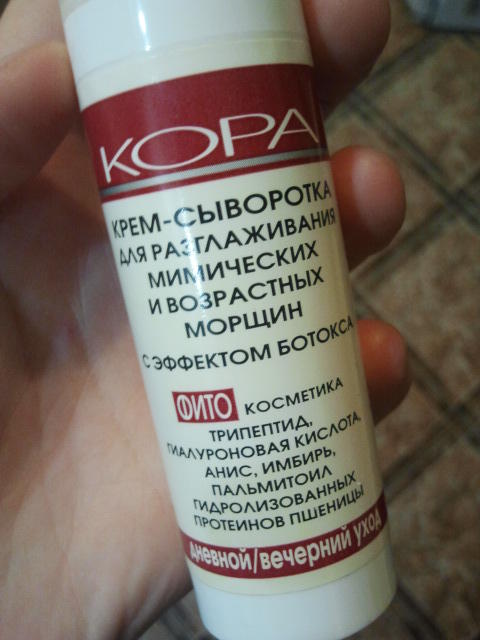 КОРА
КРЕМ-СЫВОРОТКА
ДЛЯ РАЗГЛАЖИВАНИЯ
МИМИЧЕСКИХ
И ВОЗРАСТНЫХ
МОРЩИН
С ЭФФЕКТОМ БОТОКСА
ФИТО КОСМЕТИКА
ТРИПЕПТИД,
ГИАЛУРОНОВАЯ КИСЛОТА,
АНИС, ИМБИРЬ,
ПАЛЬМИТОИЛ
ГИДРОЛИЗОВАННЫХ
ПРОТЕИНОВ ПШЕНИЦЫ
дневной/вечерний уход